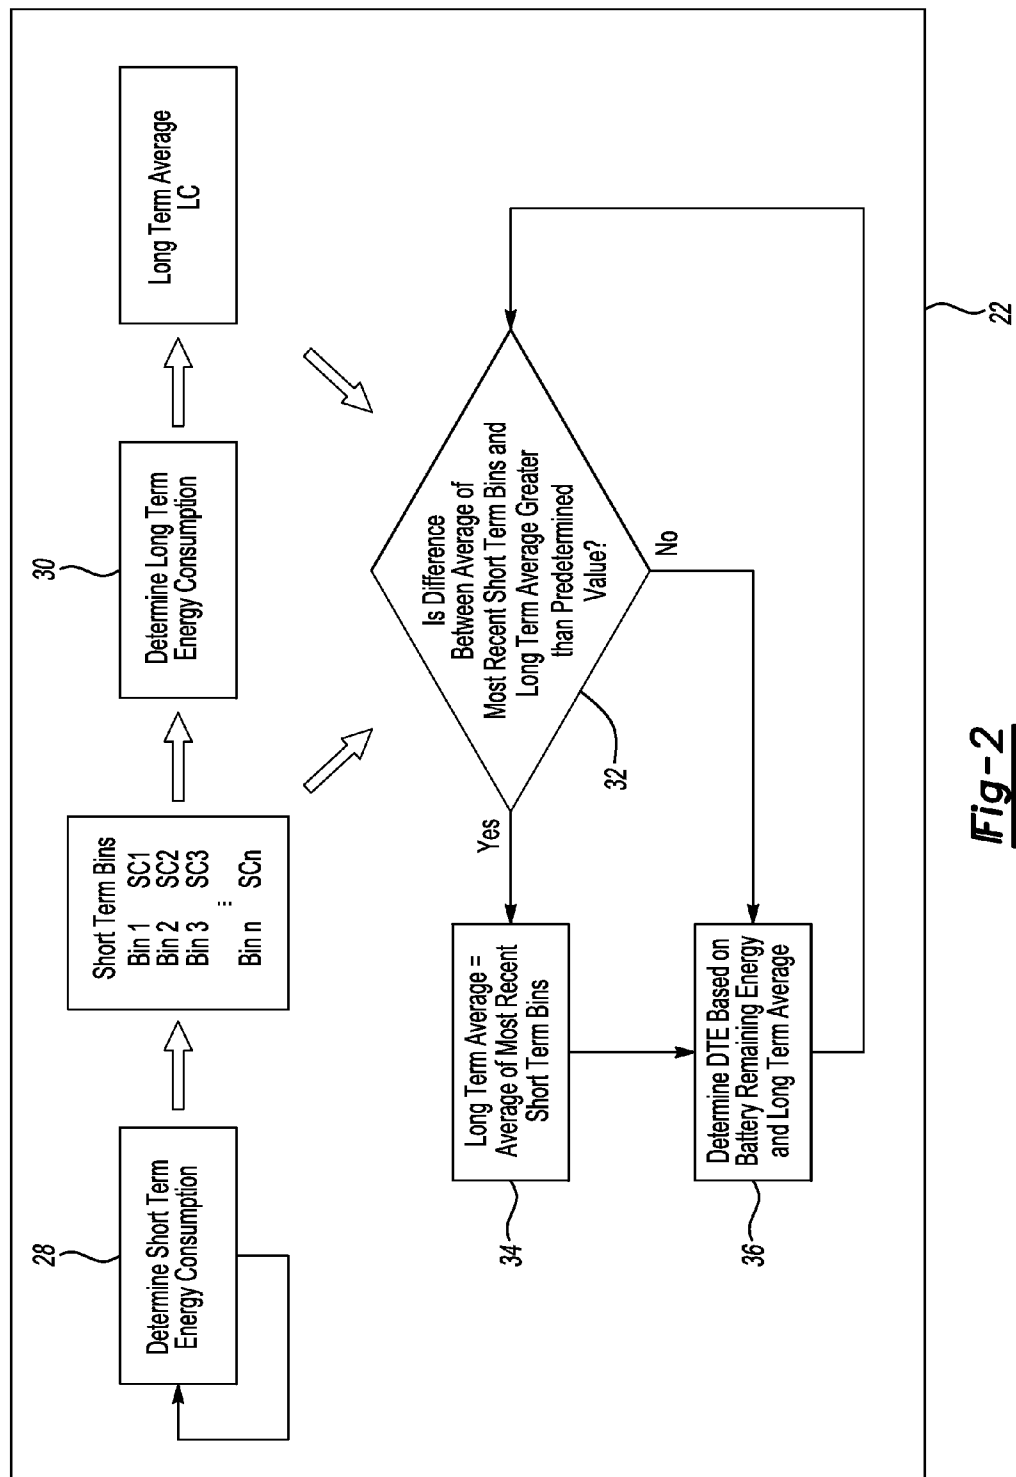 28
Determine Short Term
Energy Consumption
Short Term Bins
Bin 1 SC1
Bin 2 SC2
Bin 3 SC3
⋮
Bin n SCn
30
Determine Long Term
Energy Consumption
Long Term Average
LC
Is Difference
Between Average of
Most Recent Short Term Bins and
Long Term Average Greater
than Predetermined
Value?
32
Yes
No
Long Term Average =
Average of Most Recent
Short Term Bins
34
Determine DTE Based on
Battery Remaining Energy
and Long Term Average
36
22
Fig-2